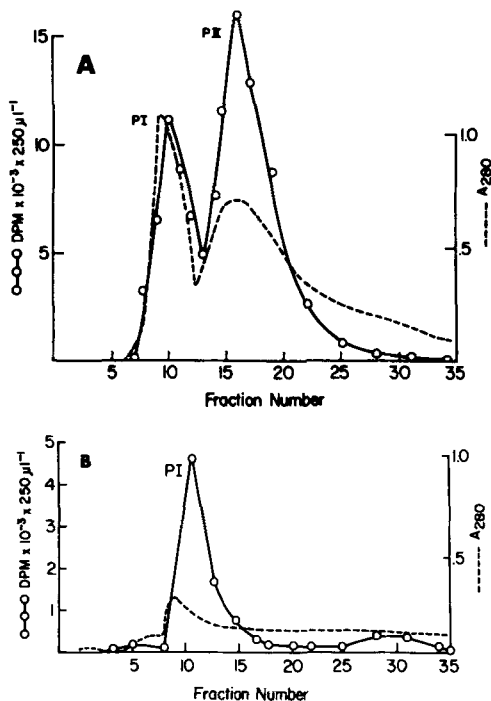 A
PI
PII
15
10
5
O-O-O DPM x 10⁻³ x 250 μl⁻¹
1.0
.5
----- A280
5 10 15 20 25 30 35
Fraction Number
B
PI
5
4
3
2
1
O-O-O DPM x 10⁻³ x 250 μl⁻¹
1.0
.5
----- A280
5 10 15 20 25 30 35
Fraction Number